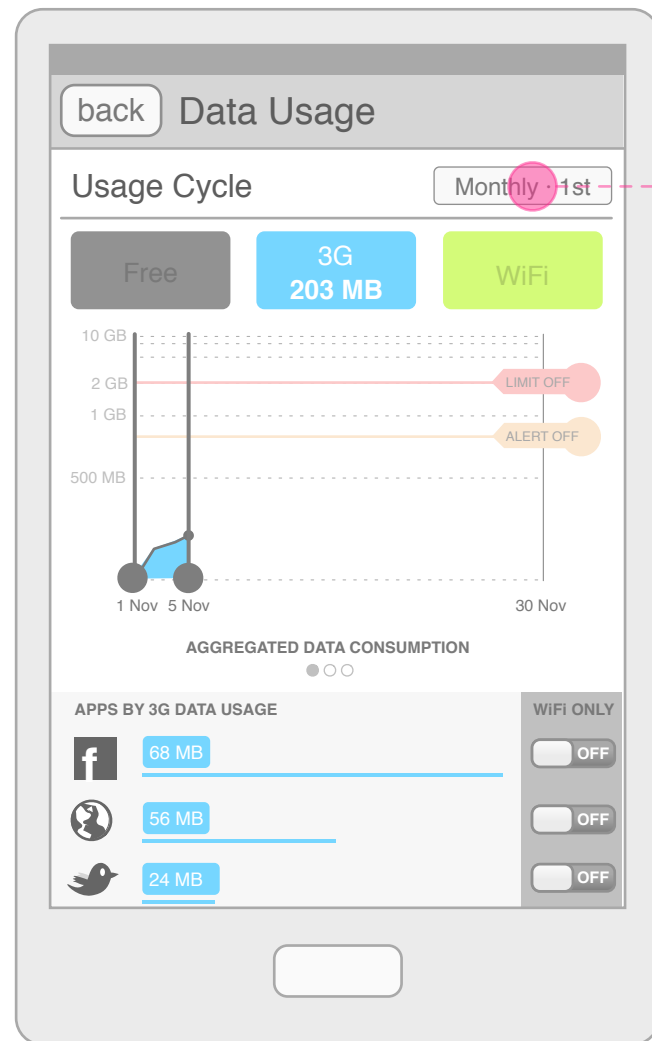 back Data Usage
Usage Cycle Monthly · 1st
Free 3G WiFi
203 MB
10 GB
2 GB LIMIT OFF
1 GB
ALERT OFF
500 MB
1 Nov 5 Nov 30 Nov
AGGREGATED DATA CONSUMPTION
APPS BY 3G DATA USAGE WiFi ONLY
f 68 MB OFF
56 MB OFF
24 MB OFF